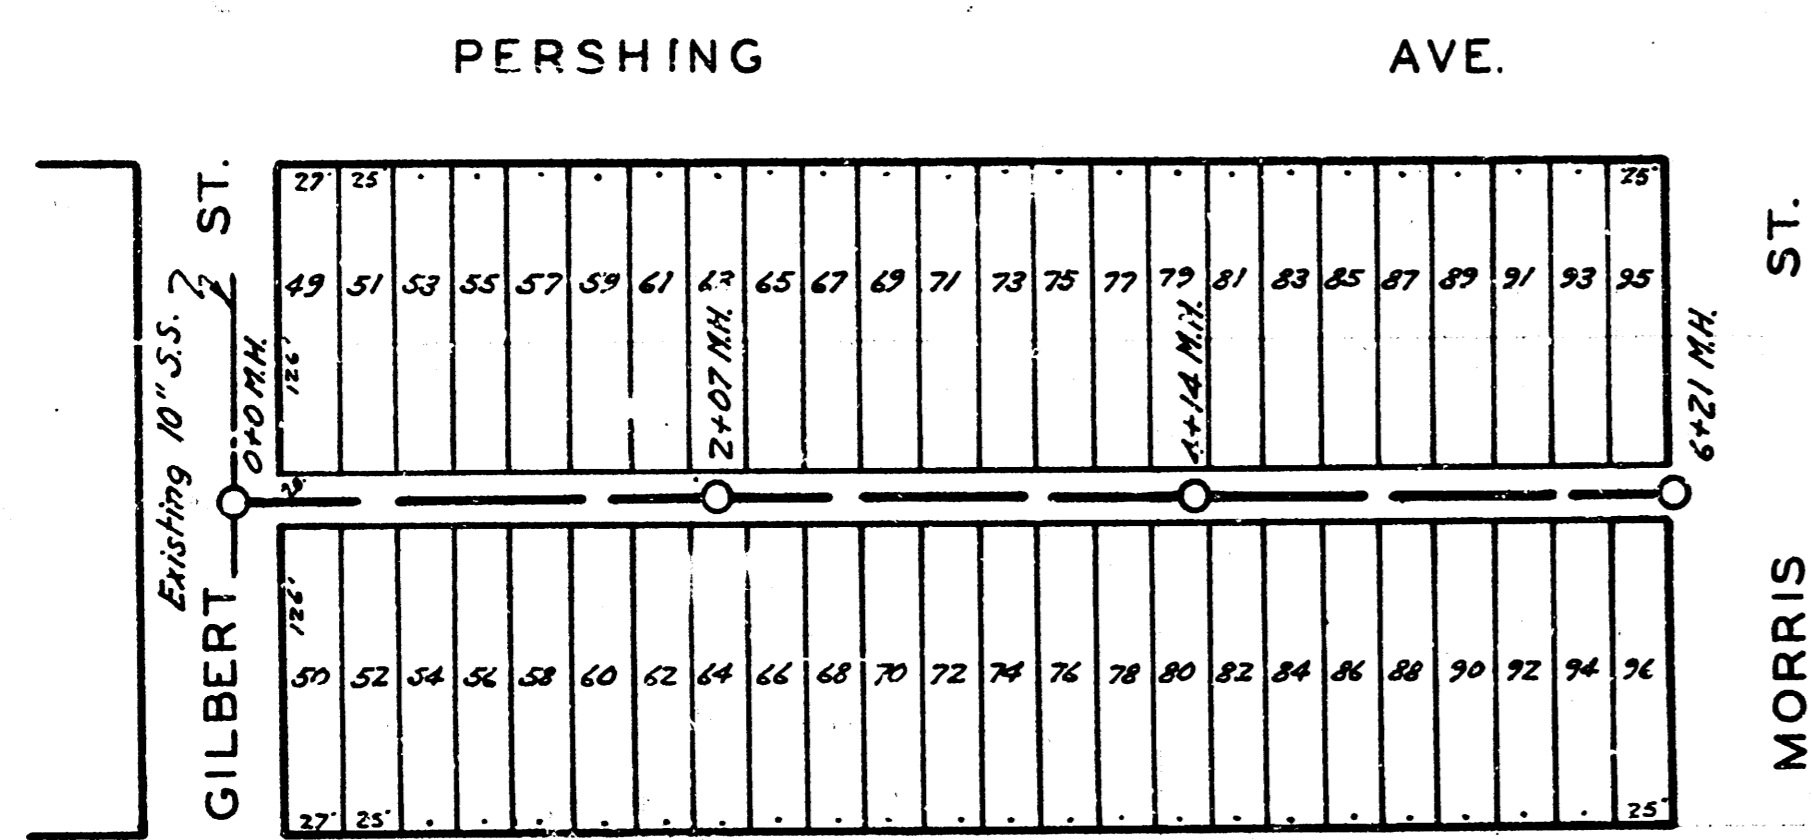 PERSHING AVE.
GILBERT ST.
MORRIS ST.
Existing 10" S.S.
0+0 M.H.
2+07 M.H.
4+14 M.H.
6+21 M.H.
27' 25' 25'
49 51 53 55 57 59 61 63 65 67 69 71 73 75 77 79 81 83 85 87 89 91 93 95
126'
126'
50 52 54 56 58 60 62 64 66 68 70 72 74 76 78 80 82 84 86 88 90 92 94 96
27' 25' 25'